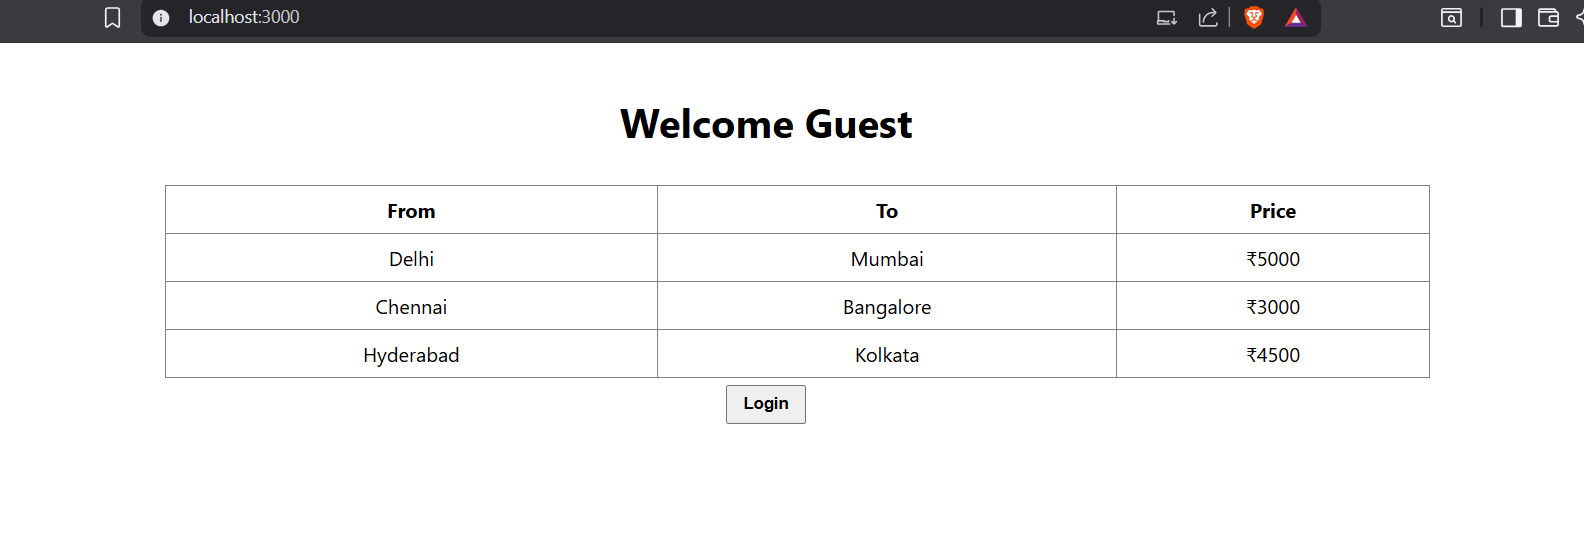 localhost:3000
Welcome Guest
From To Price
Delhi Mumbai ₹5000
Chennai Bangalore ₹3000
Hyderabad Kolkata ₹4500
Login